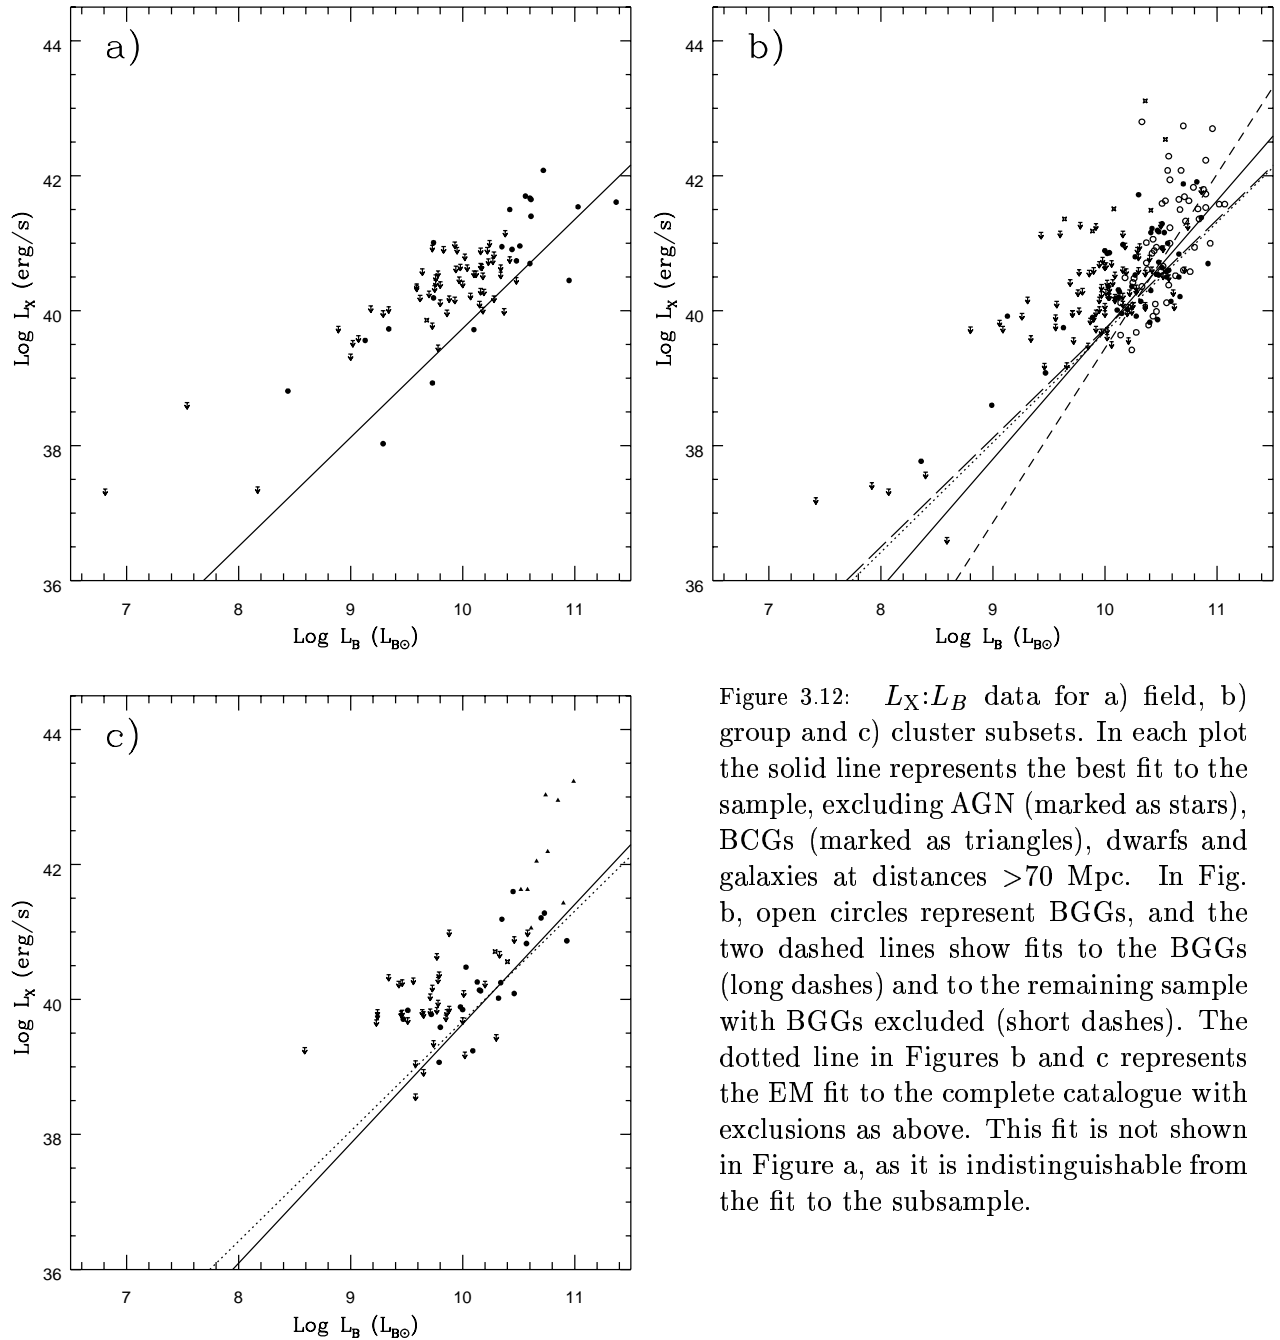 a)
44
42
40
38
36
Log L_X (erg/s)
7 8 9 10 11
Log L_B (L_B⊙)
b)
44
42
40
38
36
Log L_X (erg/s)
7 8 9 10 11
Log L_B (L_B⊙)
c)
44
42
40
38
36
Log L_X (erg/s)
7 8 9 10 11
Log L_B (L_B⊙)
Figure 3.12: L_X:L_B data for a) field, b)
group and c) cluster subsets. In each plot
the solid line represents the best fit to the
sample, excluding AGN (marked as stars),
BCGs (marked as triangles), dwarfs and
galaxies at distances >70 Mpc. In Fig.
b, open circles represent BGGs, and the
two dashed lines show fits to the BGGs
(long dashes) and to the remaining sample
with BGGs excluded (short dashes). The
dotted line in Figures b and c represents
the EM fit to the complete catalogue with
exclusions as above. This fit is not shown
in Figure a, as it is indistinguishable from
the fit to the subsample.